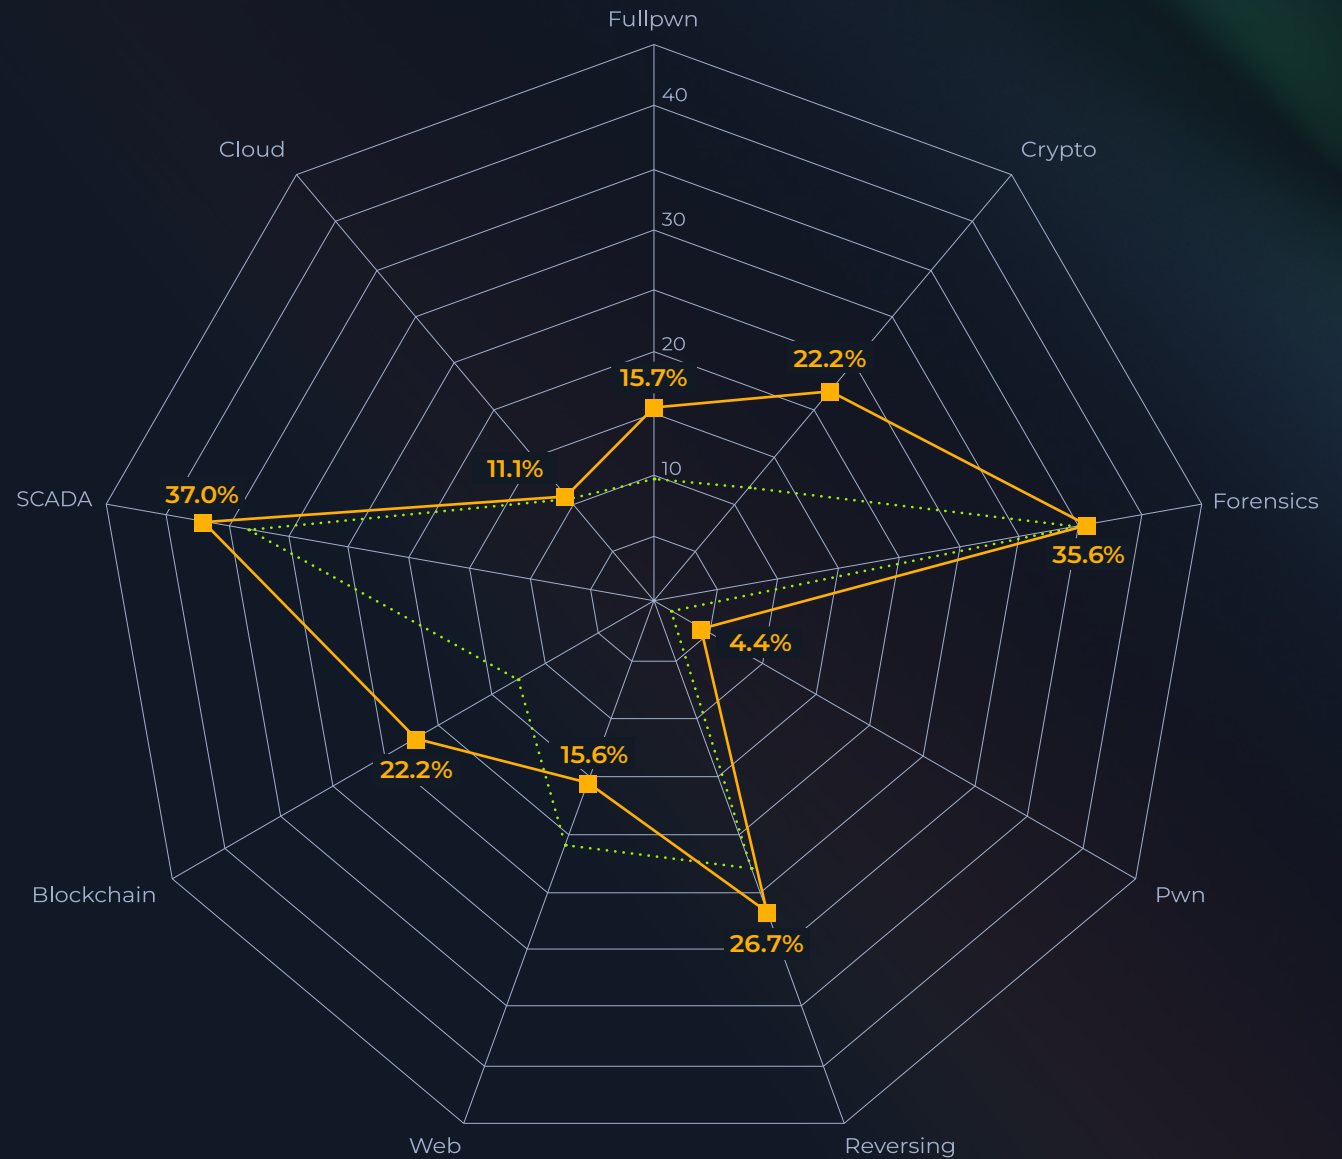 Fullpwn
40
Cloud
Crypto
30
20
22.2%
15.7%
11.1%
10
37.0%
SCADA
Forensics
35.6%
4.4%
15.6%
22.2%
Blockchain
Pwn
26.7%
Web
Reversing